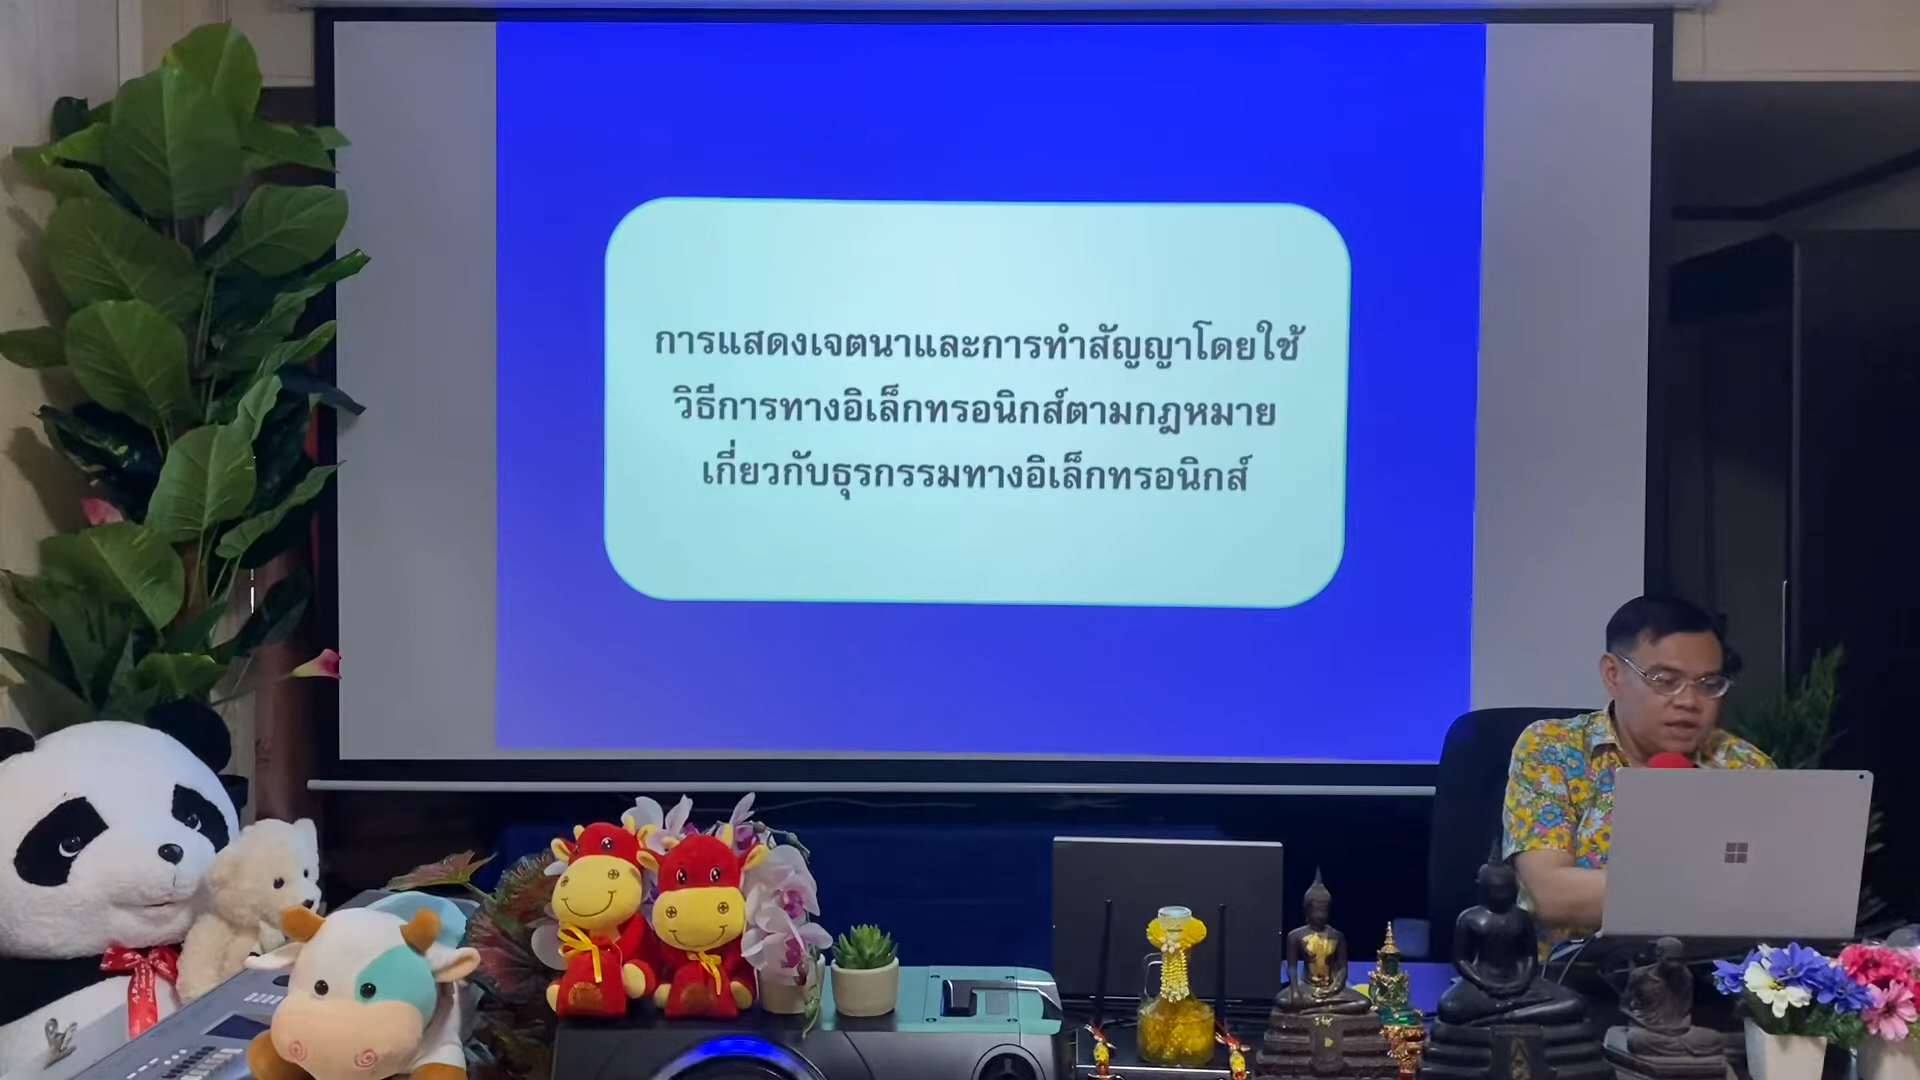 การแสดงเจตนาและการทำสัญญาโดยใช้
วิธีการทางอิเล็กทรอนิกส์ตามกฎหมาย
เกี่ยวกับธุรกรรมทางอิเล็กทรอนิกส์